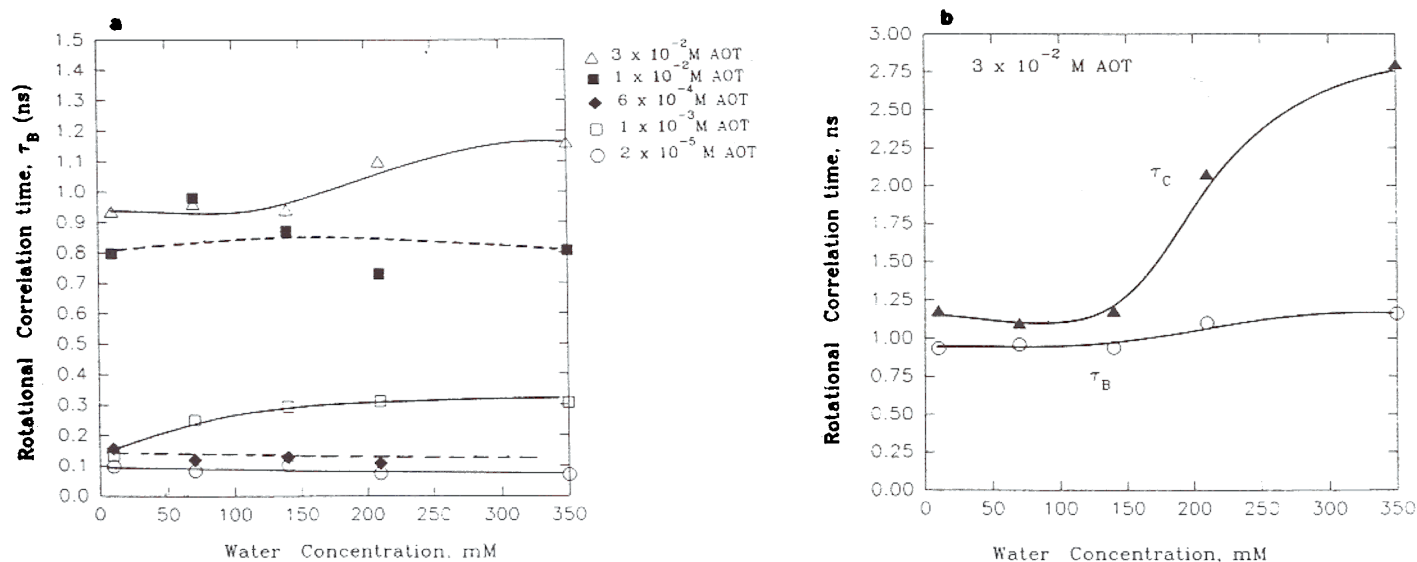 a
Rotational Correlation time, τB (ns)
1.5
1.4
1.3
1.2
1.1
1.0
0.9
0.8
0.7
0.6
0.5
0.4
0.3
0.2
0.1
0.0
0 50 100 150 200 250 300 350
Water Concentration, mM
3 x 10-2 M AOT
1 x 10-2 M AOT
6 x 10-4 M AOT
1 x 10-3 M AOT
2 x 10-5 M AOT
b
Rotational Correlation time, ns
3.00
2.75
2.50
2.25
2.00
1.75
1.50
1.25
1.00
0.75
0.50
0.25
0.00
3 x 10-2 M AOT
τC
τB
0 50 100 150 200 250 300 350
Water Concentration, mM